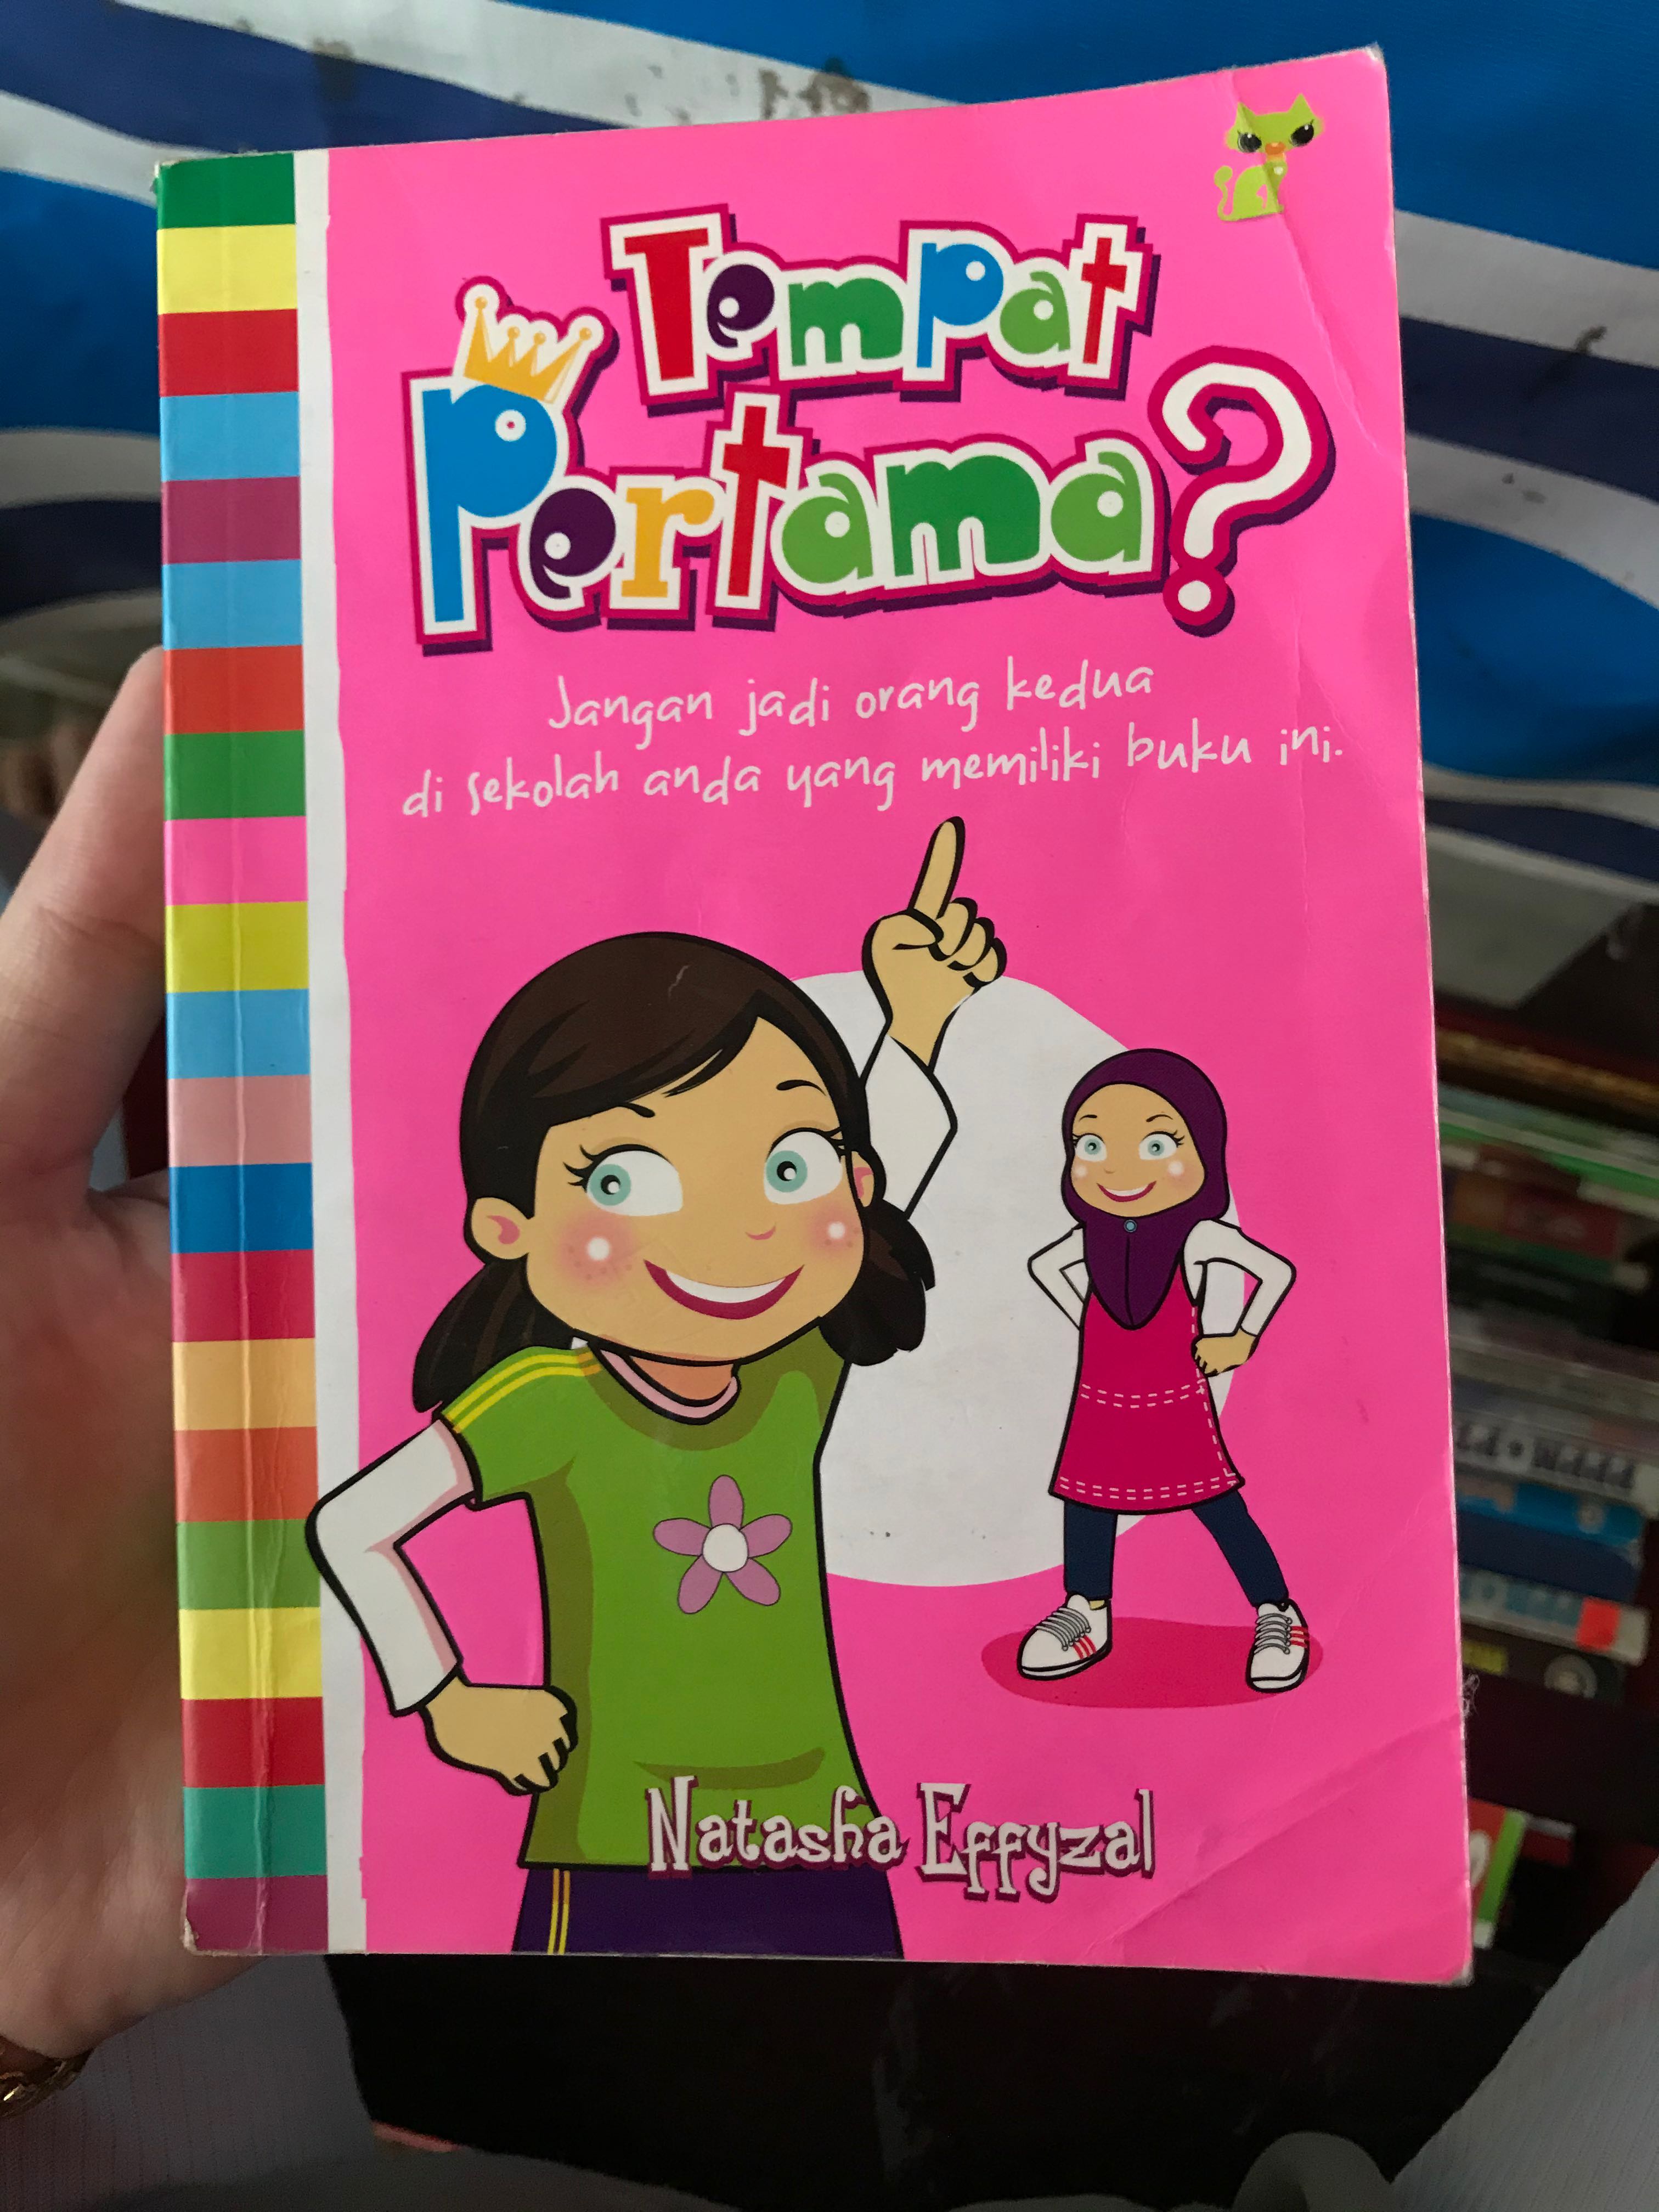 Tempat
Pertama?
Jangan jadi orang kedua
di sekolah anda yang memiliki buku ini.
Natasha Effyzal